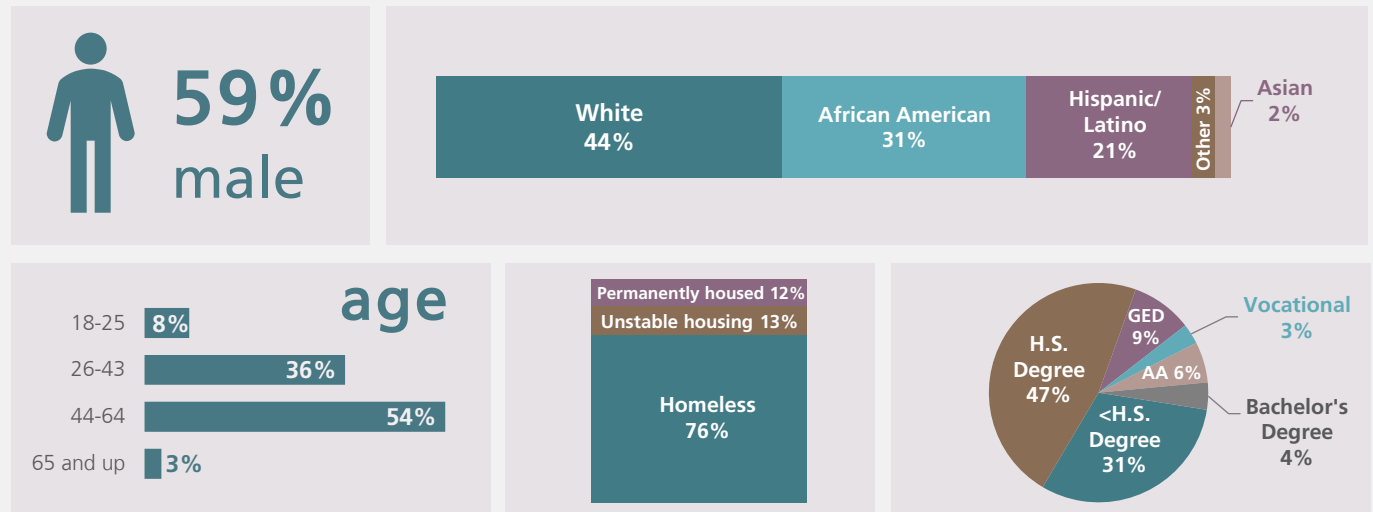 59%
male
White
44%
African American
31%
Hispanic/
Latino
21%
Other 3%
Asian
2%
age
18-25
8%
26-43
36%
44-64
54%
65 and up
3%
Permanently housed 12%
Unstable housing 13%
Homeless
76%
H.S.
Degree
47%
GED
9%
Vocational
3%
AA 6%
Bachelor's
Degree
4%
<H.S.
Degree
31%